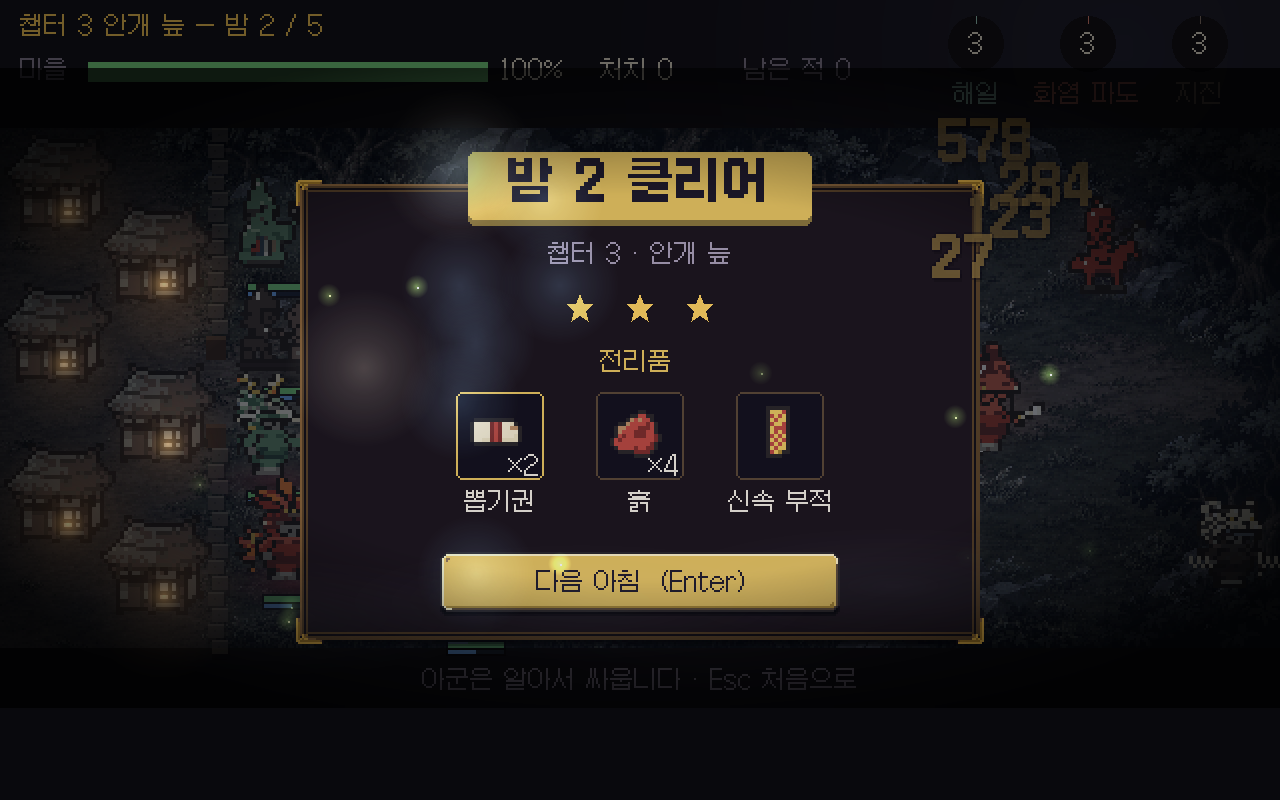 챕터 3 안개 늪 – 밤 2 / 5
3 3 3
마을 100% 처치 0 남은 적 0
해일 화염 파도 지진
578
284
123
27
밤 2 클리어
챕터 3 · 안개 늪
전리품
×2 ×4
뽑기권 흙 신속 부적
다음 아침 (Enter)
아군은 알아서 싸웁니다 · Esc 처음으로